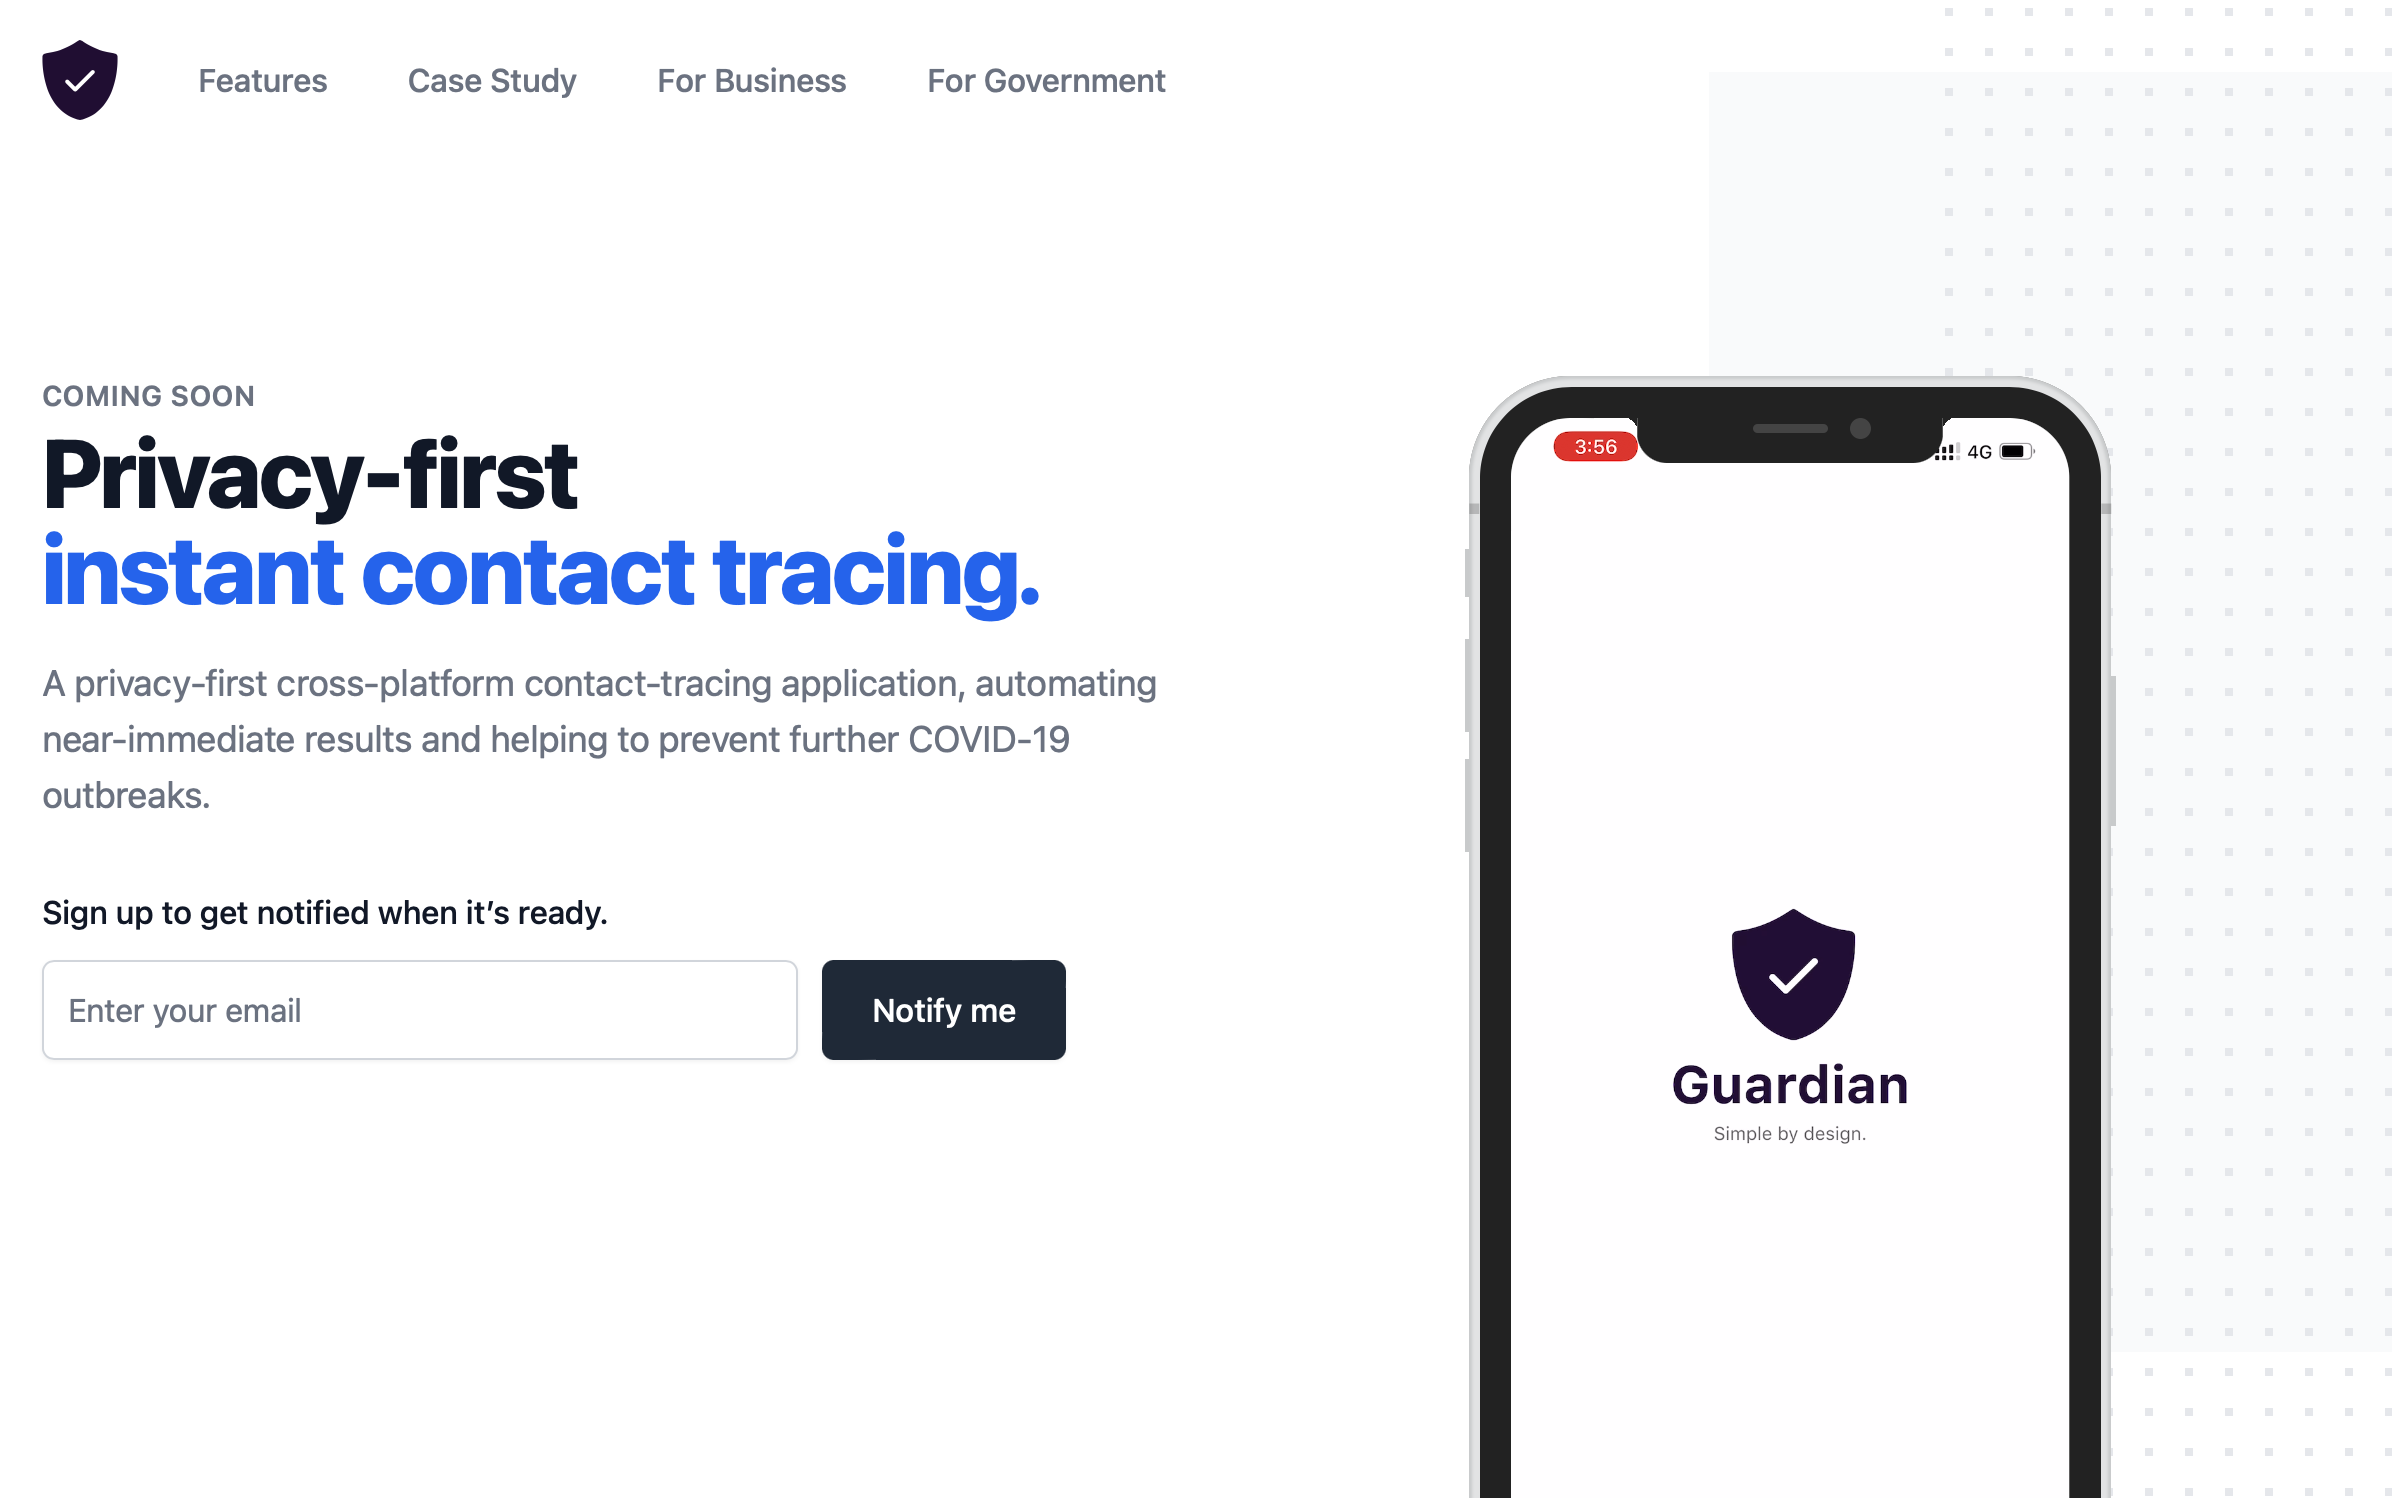 Features
Case Study
For Business
For Government
COMING SOON
Privacy-first
instant contact tracing.
A privacy-first cross-platform contact-tracing application, automating
near-immediate results and helping to prevent further COVID-19
outbreaks.
Sign up to get notified when it’s ready.
Enter your email
Notify me
3:56
4G
Guardian
Simple by design.